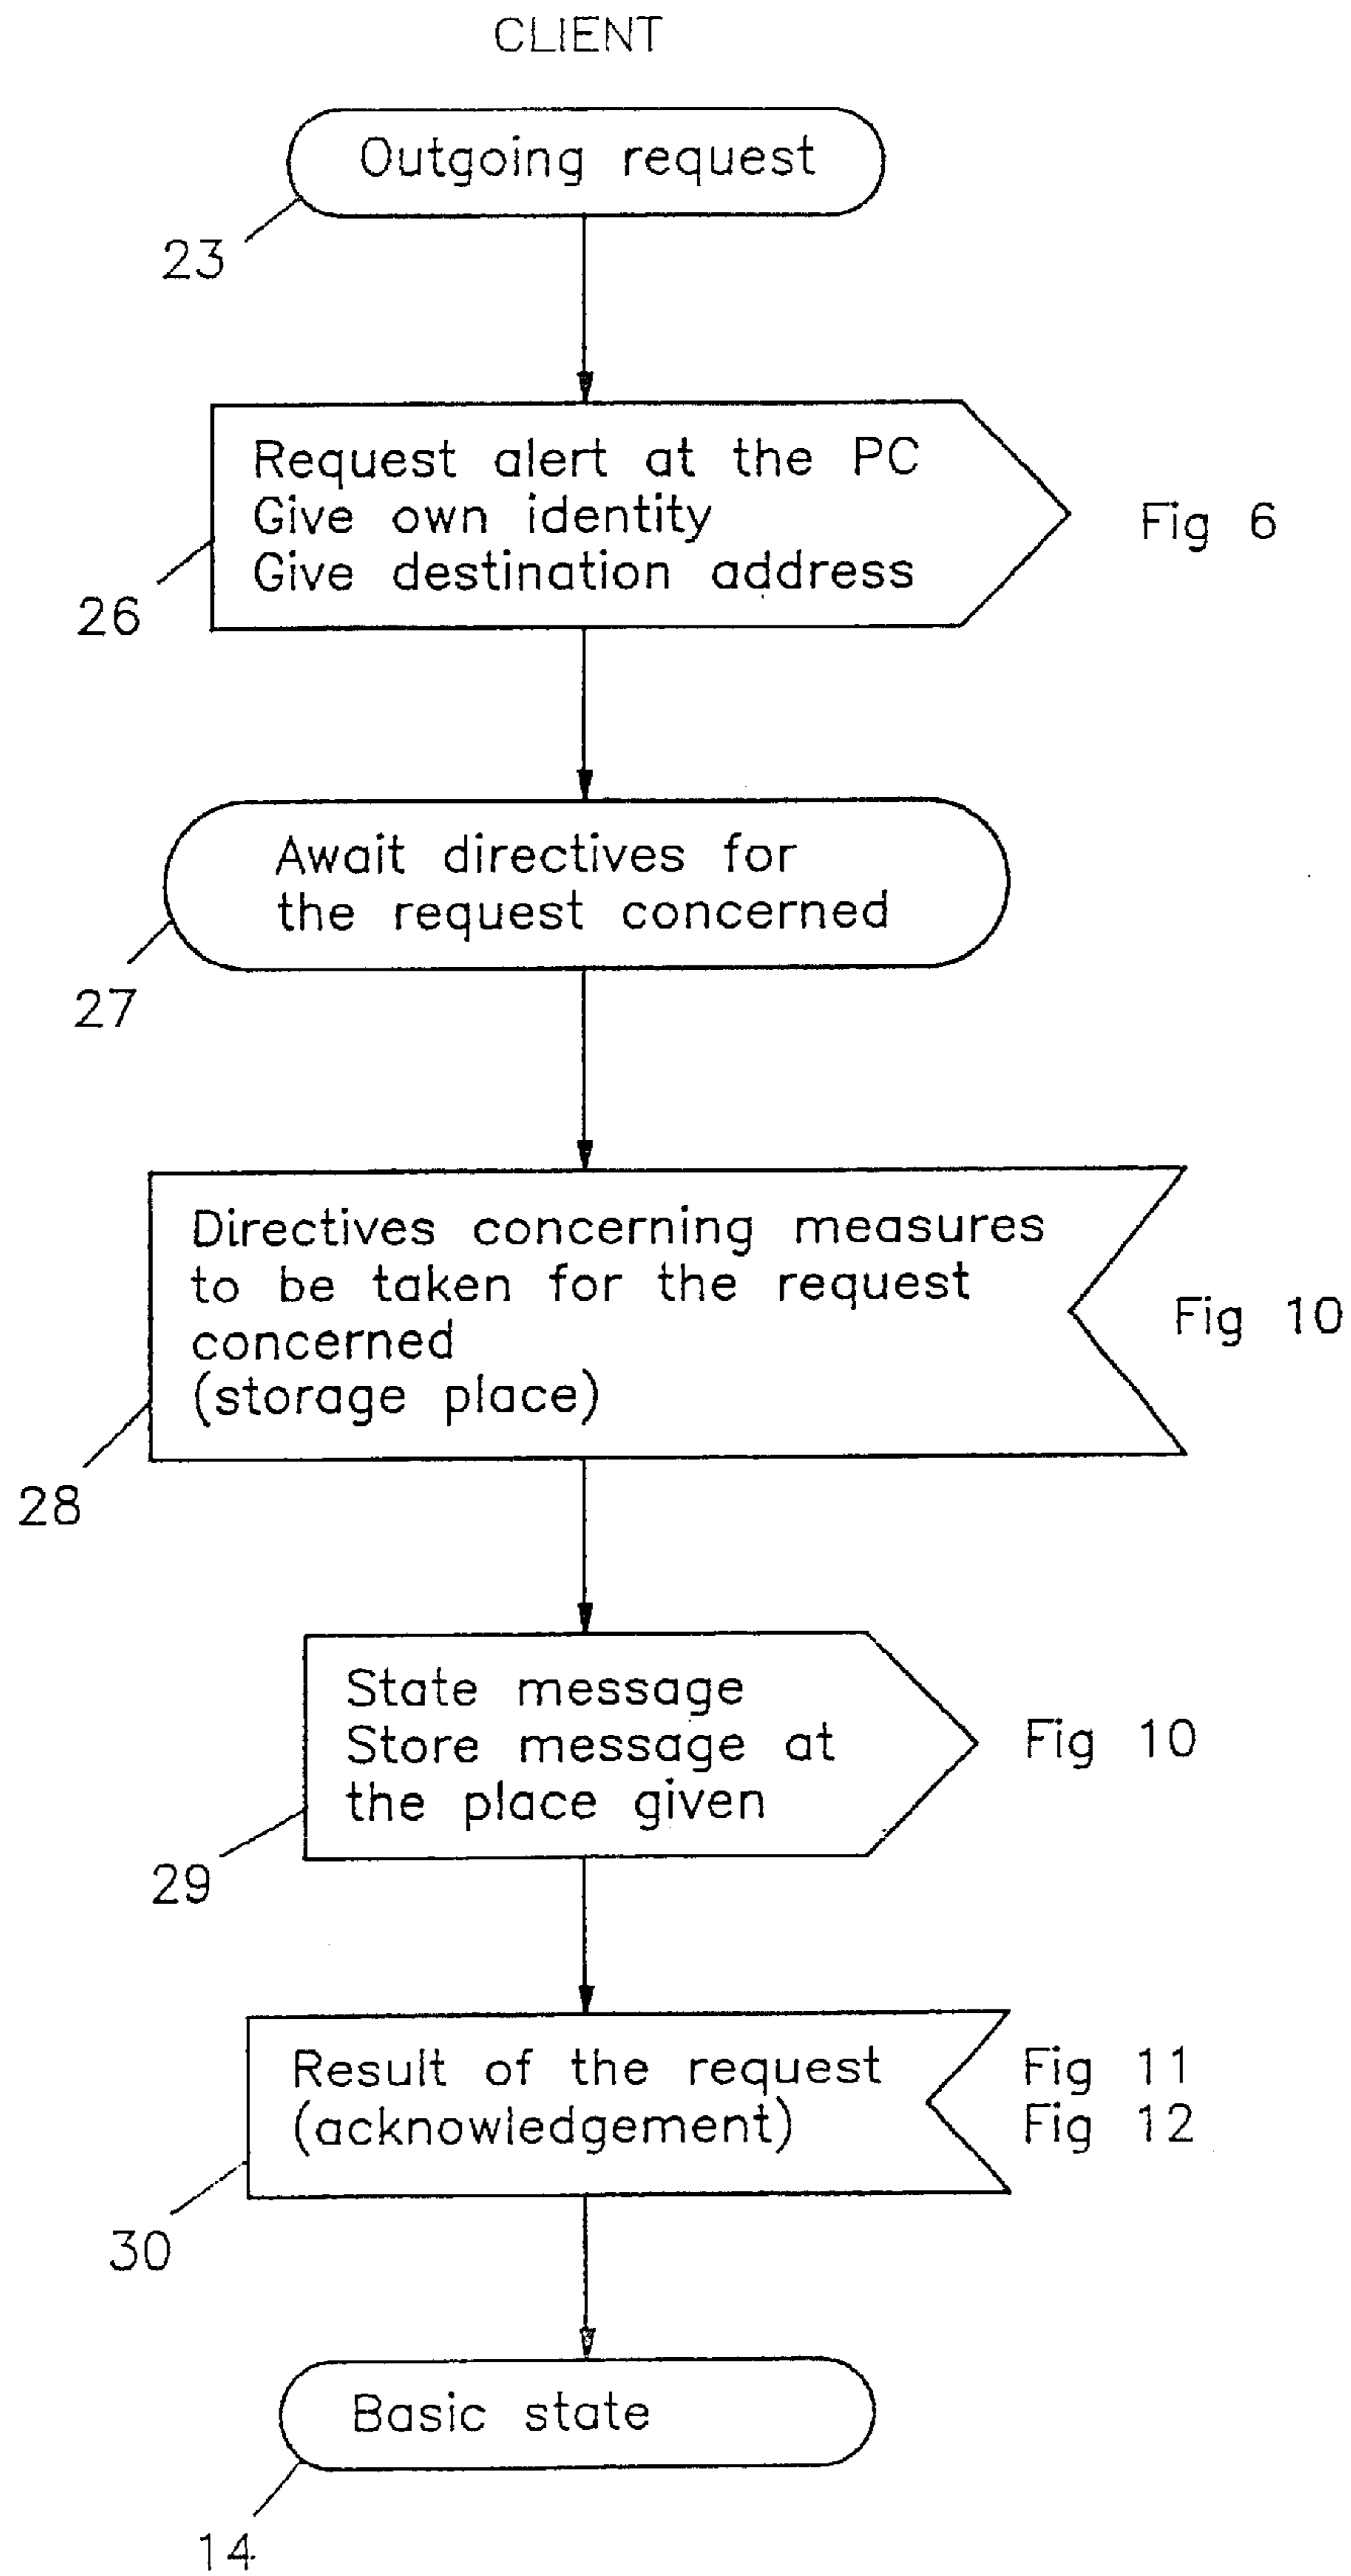 CLIENT
Outgoing request
23
Request alert at the PC
Give own identity
Give destination address
Fig 6
26
Await directives for
the request concerned
27
Directives concerning measures
to be taken for the request
concerned
(storage place)
Fig 10
28
State message
Store message at
the place given
Fig 10
29
Result of the request
(acknowledgement)
Fig 11
Fig 12
30
Basic state
14